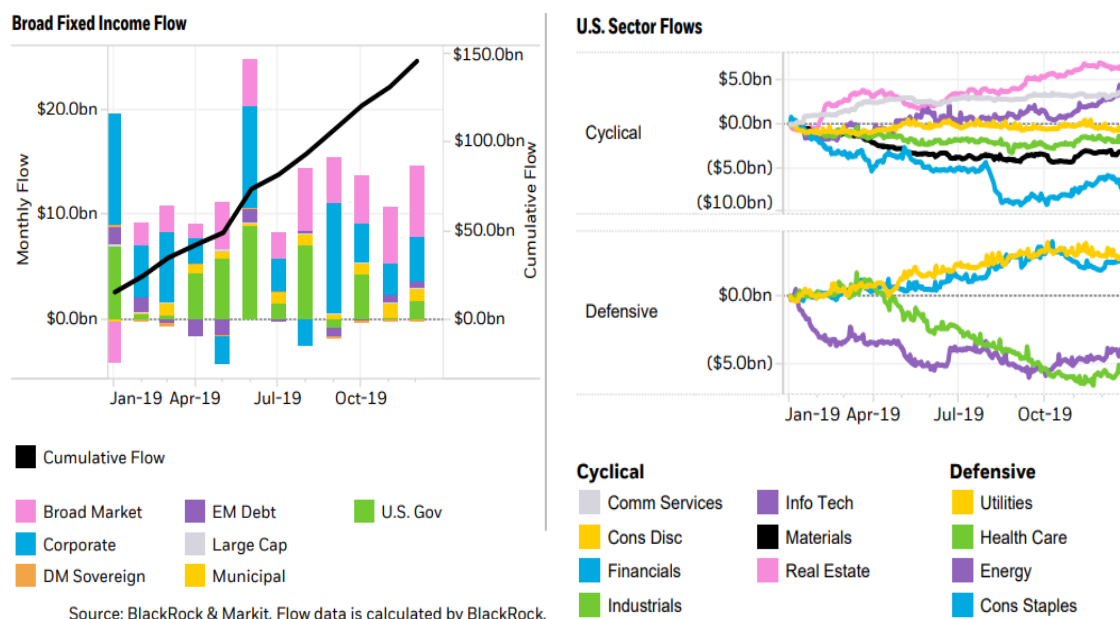 Broad Fixed Income Flow
$150.0bn
$20.0bn
$100.0bn
$10.0bn
$50.0bn
$0.0bn
$0.0bn
Monthly Flow
Cumulative Flow
Jan-19 Apr-19 Jul-19 Oct-19
Cumulative Flow
Broad Market EM Debt U.S. Gov
Corporate Large Cap
DM Sovereign Municipal
Source: BlackRock & Markit. Flow data is calculated by BlackRock.
U.S. Sector Flows
Cyclical
$5.0bn
$0.0bn
($5.0bn)
($10.0bn)
Defensive
$0.0bn
($5.0bn)
Jan-19 Apr-19 Jul-19 Oct-19
Cyclical Defensive
Comm Services Info Tech Utilities
Cons Disc Materials Health Care
Financials Real Estate Energy
Industrials Cons Staples